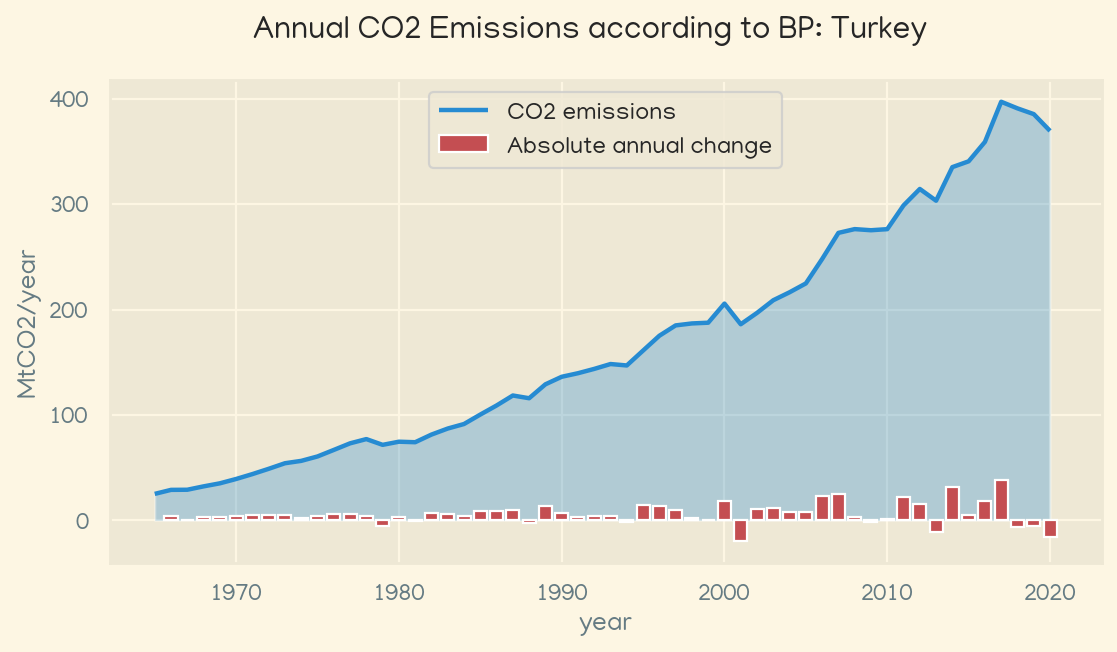 Annual CO2 Emissions according to BP: Turkey
CO2 emissions
Absolute annual change
MtCO2/year
400
300
200
100
0
1970
1980
1990
2000
2010
2020
year